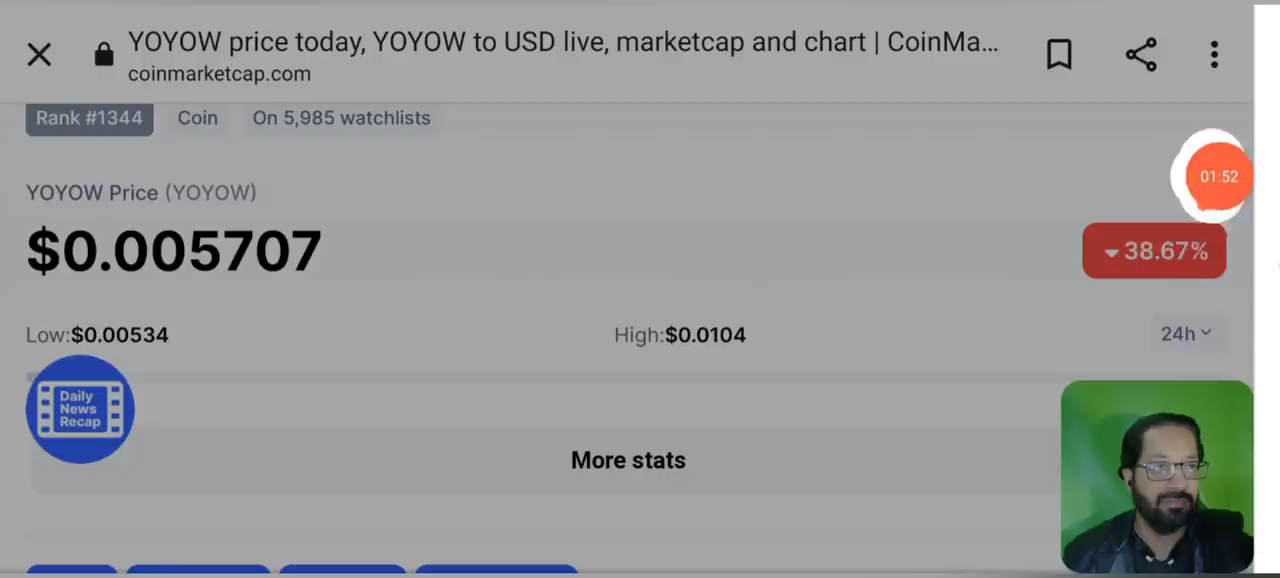 YOYOW price today, YOYOW to USD live, marketcap and chart | CoinMa...
coinmarketcap.com
Rank #1344
Coin
On 5,985 watchlists
01:52
YOYOW Price (YOYOW)
$0.005707
38.67%
Low:$0.00534
High:$0.0104
24h
Daily
News
Recap
More stats